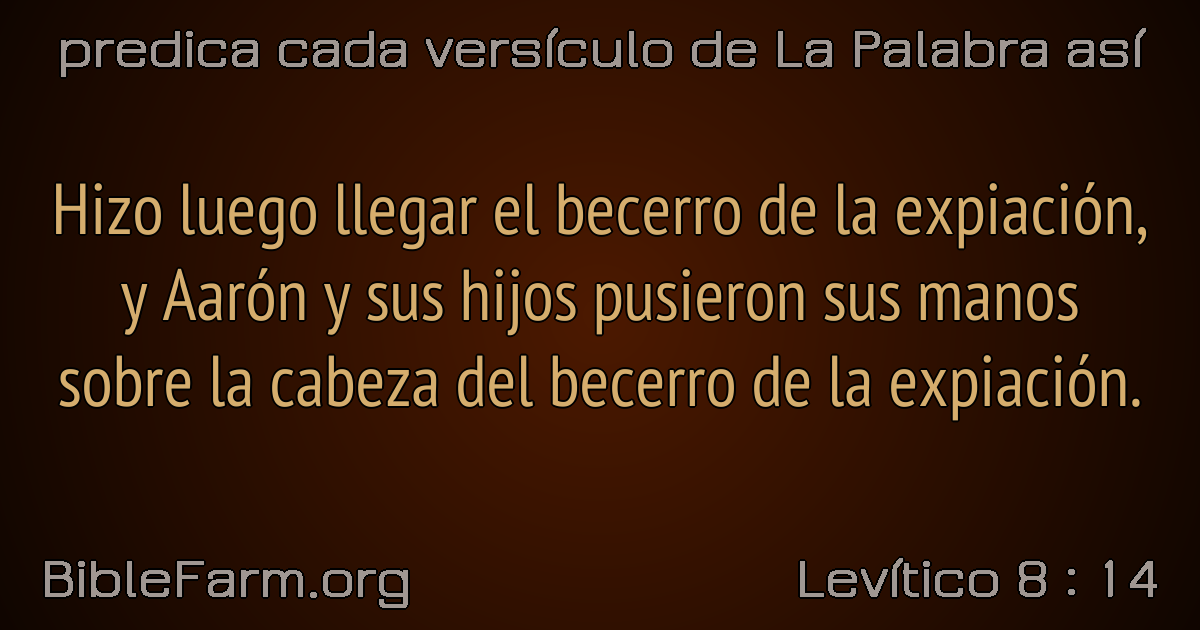 predica cada versículo de La Palabra así
Hizo luego llegar el becerro de la expiación,
y Aarón y sus hijos pusieron sus manos
sobre la cabeza del becerro de la expiación.
BibleFarm.org
Levítico 8 : 14